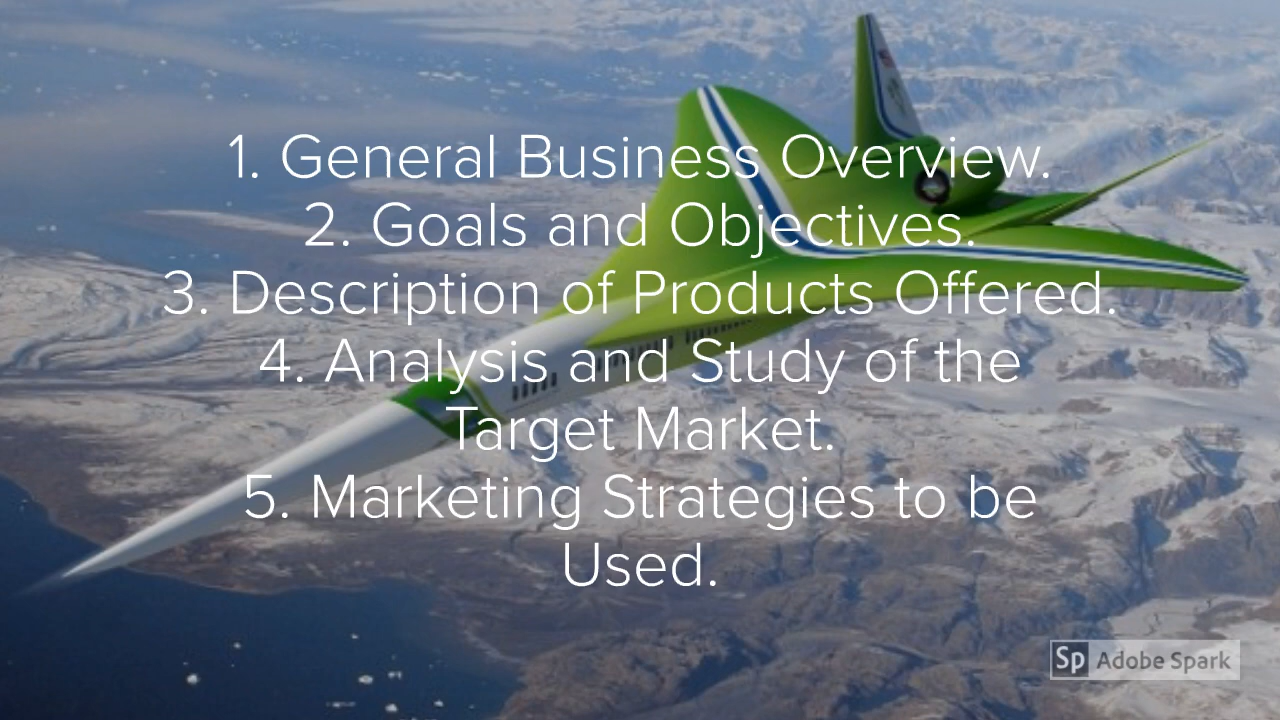 1. General Business Overview.
2. Goals and Objectives.
3. Description of Products Offered.
4. Analysis and Study of the
Target Market.
5. Marketing Strategies to be
Used.
Sp Adobe Spark